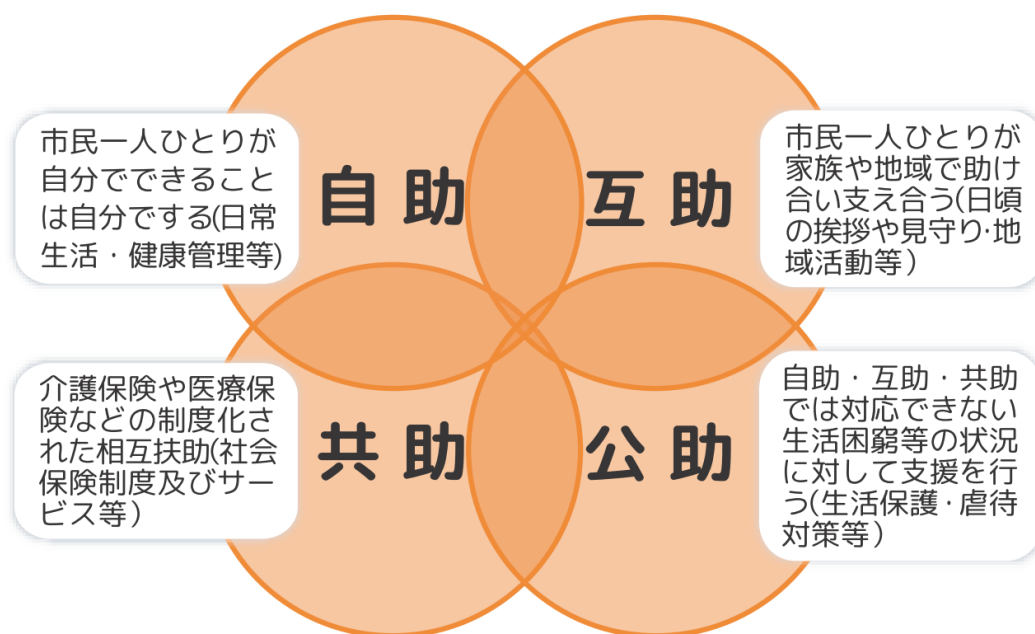 市民一人ひとりが
自分でできること
は自分でする(日常
生活・健康管理等)
自助
互助
市民一人ひとりが
家族や地域で助け
合い支え合う(日頃
の挨拶や見守り・地
域活動等)
介護保険や医療保
険などの制度化さ
れた相互扶助(社会
保険制度及びサー
ビス等)
共助
公助
自助・互助・共助
では対応できない
生活困窮等の状況
に対して支援を行
う(生活保護・虐待
対策等)